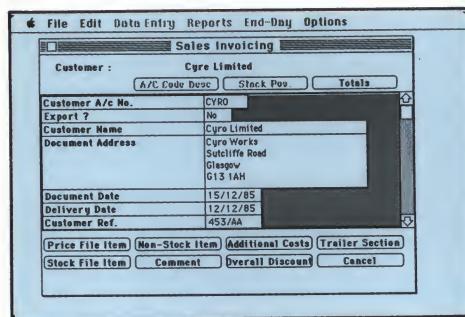 File Edit Data Entry Reports End-Day Options
Sales Invoicing
Customer : Cyro Limited
A/C Code Desc Stock Pos. Totals
Customer A/c No. CYRO
Export ? No
Customer Name Cyro Limited
Document Address Cyro Works
Sutcliffe Road
Glasgow
G13 1AH
Document Date 15/12/85
Delivery Date 12/12/85
Customer Ref. 453/AA
Price File Item Non-Stock Item Additional Costs Trailer Section
Stock File Item Comment Overall Discount Cancel